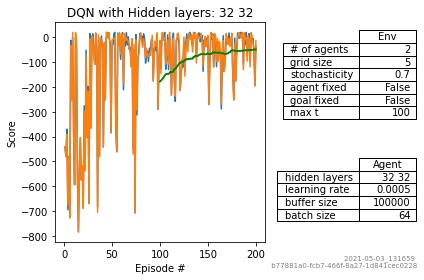 DQN with Hidden layers: 32 32
0
−100
−200
−300
−400
−500
−600
−700
−800
Score
0 50 100 150 200
Episode #
Env
# of agents 2
grid size 5
stochasticity 0.7
agent fixed False
goal fixed False
max t 100
Agent
hidden layers 32 32
learning rate 0.0005
buffer size 100000
batch size 64
2021-05-03_131659
b77881a0-fcb7-466f-8a27-1d841cec0228